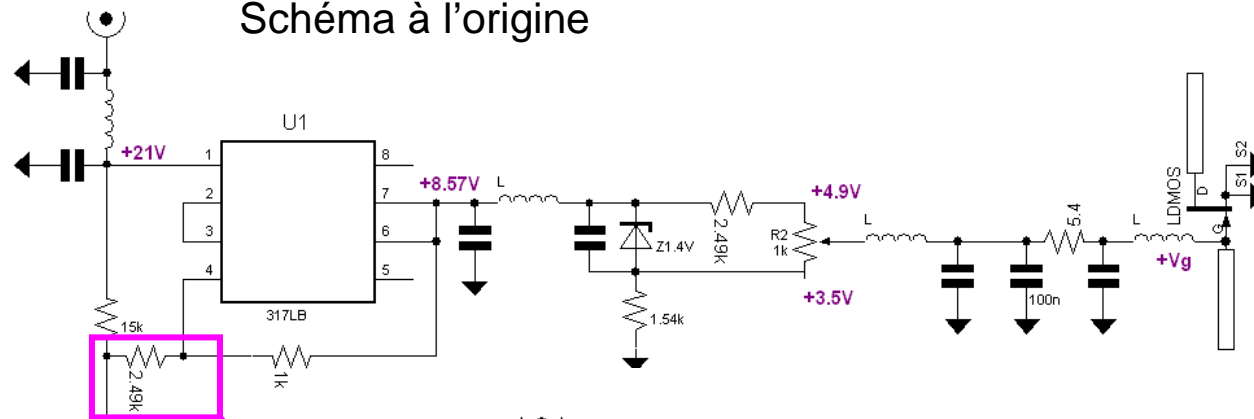 Schéma à l'origine
U1
+21V
1
2
3
4
8
7
6
5
317LB
15k
2.49k
1k
+8.57V
L
Z1.4V
1.54k
2.49k
+4.9V
R2
1k
+3.5V
L
100n
5.4
L
+Vg
LDMOS
D
G
S2
S1